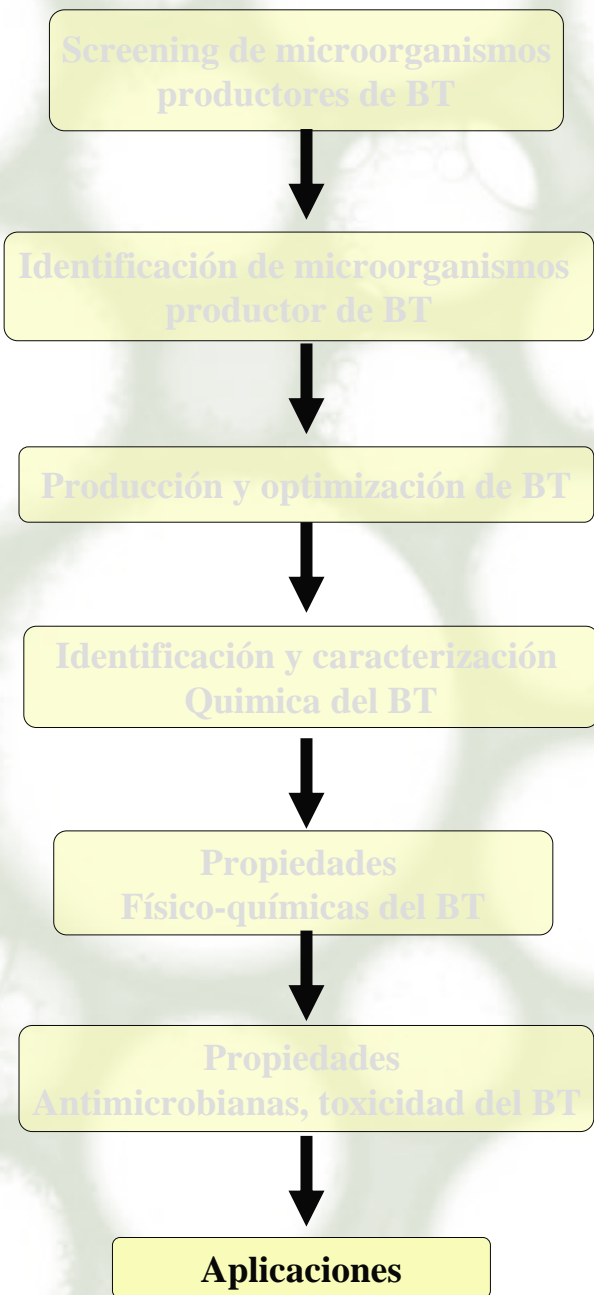 Screening de microorganismos
productores de BT
Identificación de microorganismos
productor de BT
Producción y optimización de BT
Identificación y caracterización
Quimica del BT
Propiedades
Físico-químicas del BT
Propiedades
Antimicrobianas, toxicidad del BT
Aplicaciones